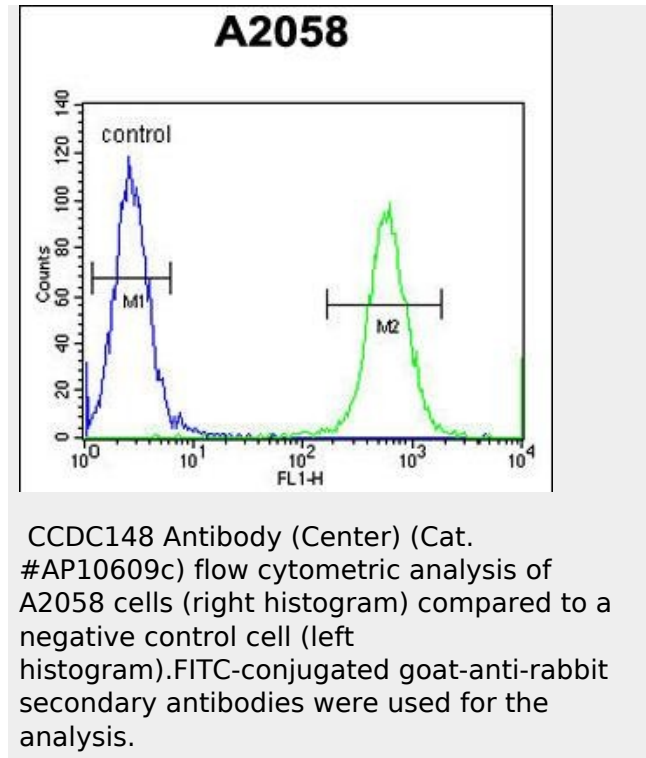 A2058
140
120
100
80
60
40
20
0
Counts
control
M1
M2
10^0 10^1 10^2 10^3 10^4
FL1-H
CCDC148 Antibody (Center) (Cat.
#AP10609c) flow cytometric analysis of
A2058 cells (right histogram) compared to a
negative control cell (left
histogram).FITC-conjugated goat-anti-rabbit
secondary antibodies were used for the
analysis.